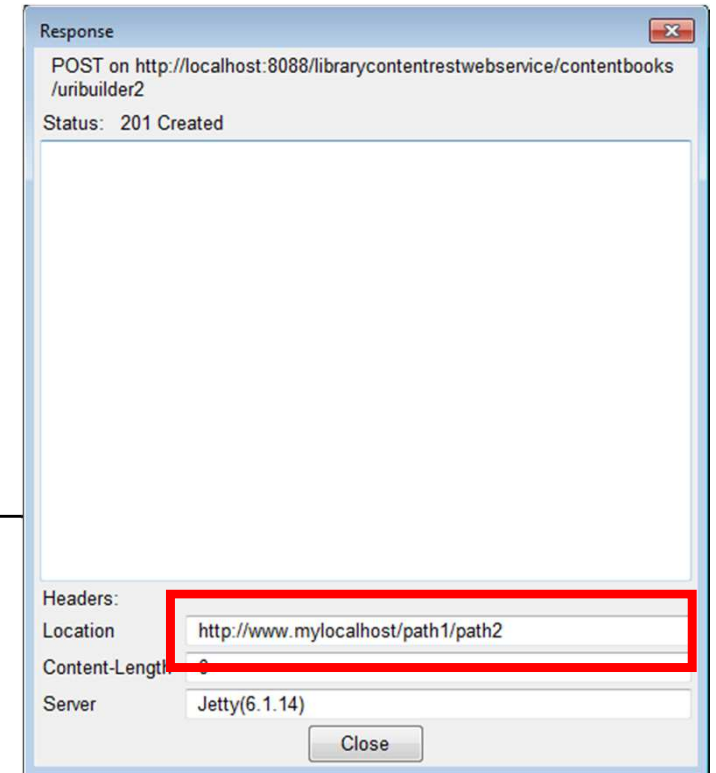 Response
POST on http://localhost:8088/librarycontentrestwebservice/contentbooks
/uribuilder2
Status: 201 Created
Headers:
Location http://www.mylocalhost/path1/path2
Content-Length
Server Jetty(6.1.14)
Close